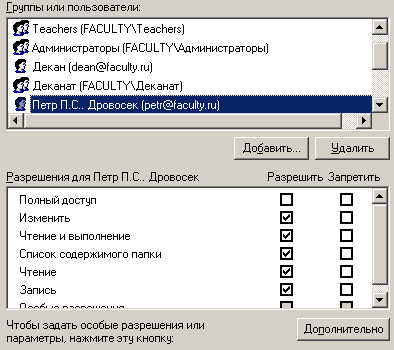 Группы или пользователи:
Teachers (FACULTY\Teachers)
Администраторы (FACULTY\Администраторы)
Декан (dean@faculty.ru)
Деканат (FACULTY\Деканат)
Петр П.С.. Дровосек (petr@faculty.ru)
Добавить... Удалить
Разрешения для Петр П.С.. Дровосек Разрешить Запретить
Полный доступ
Изменить
Чтение и выполнение
Список содержимого папки
Чтение
Запись
Особые разрешения
Чтобы задать особые разрешения или
параметры, нажмите эту кнопку: Дополнительно